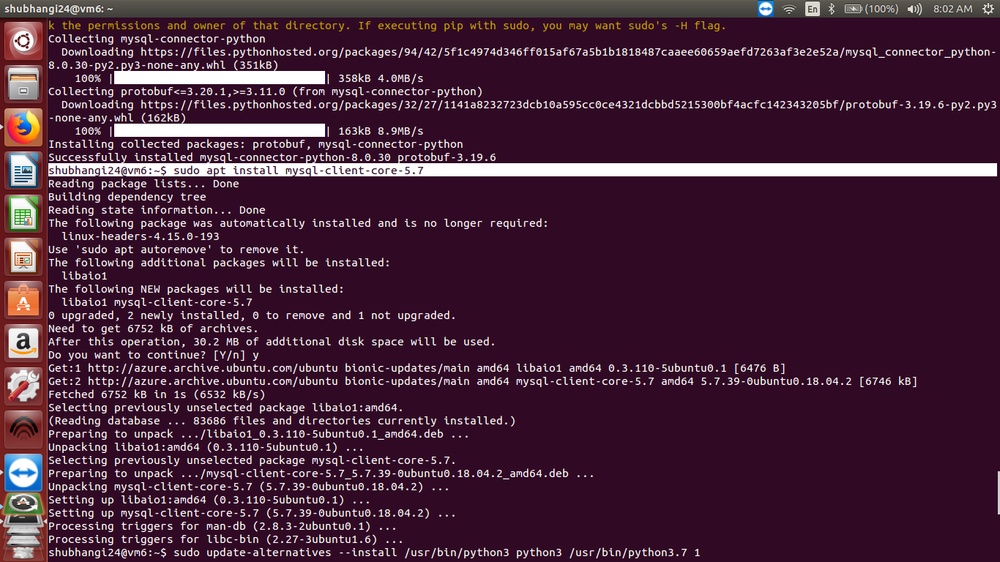 shubhangi24@vm6: ~
En
(100%)
8:02 AM
k the permissions and owner of that directory. If executing pip with sudo, you may want sudo's -H flag.
Collecting mysql-connector-python
  Downloading https://files.pythonhosted.org/packages/94/42/5f1c4974d346ff015af67a5b1b1818487caaee60659aefd7263af3e2e52a/mysql_connector_python-
8.0.30-py2.py3-none-any.whl (351kB)
    100% |                                | 358kB 4.0MB/s
Collecting protobuf<=3.20.1,>=3.11.0 (from mysql-connector-python)
  Downloading https://files.pythonhosted.org/packages/32/27/1141a8232723dcb10a595cc0ce4321dcbbd5215300bf4acfc142343205bf/protobuf-3.19.6-py2.py3
-none-any.whl (162kB)
    100% |                                | 163kB 8.9MB/s
Installing collected packages: protobuf, mysql-connector-python
Successfully installed mysql-connector-python-8.0.30 protobuf-3.19.6
shubhangi24@vm6:~$ sudo apt install mysql-client-core-5.7
Reading package lists... Done
Building dependency tree
Reading state information... Done
The following package was automatically installed and is no longer required:
  linux-headers-4.15.0-193
Use 'sudo apt autoremove' to remove it.
The following additional packages will be installed:
  libaio1
The following NEW packages will be installed:
  libaio1 mysql-client-core-5.7
0 upgraded, 2 newly installed, 0 to remove and 1 not upgraded.
Need to get 6752 kB of archives.
After this operation, 30.2 MB of additional disk space will be used.
Do you want to continue? [Y/n] y
Get:1 http://azure.archive.ubuntu.com/ubuntu bionic-updates/main amd64 libaio1 amd64 0.3.110-5ubuntu0.1 [6476 B]
Get:2 http://azure.archive.ubuntu.com/ubuntu bionic-updates/main amd64 mysql-client-core-5.7 amd64 5.7.39-0ubuntu0.18.04.2 [6746 kB]
Fetched 6752 kB in 1s (6532 kB/s)
Selecting previously unselected package libaio1:amd64.
(Reading database ... 83686 files and directories currently installed.)
Preparing to unpack .../libaio1_0.3.110-5ubuntu0.1_amd64.deb ...
Unpacking libaio1:amd64 (0.3.110-5ubuntu0.1) ...
Selecting previously unselected package mysql-client-core-5.7.
Preparing to unpack .../mysql-client-core-5.7_5.7.39-0ubuntu0.18.04.2_amd64.deb ...
Unpacking mysql-client-core-5.7 (5.7.39-0ubuntu0.18.04.2) ...
Setting up libaio1:amd64 (0.3.110-5ubuntu0.1) ...
Setting up mysql-client-core-5.7 (5.7.39-0ubuntu0.18.04.2) ...
Processing triggers for man-db (2.8.3-2ubuntu0.1) ...
Processing triggers for libc-bin (2.27-3ubuntu1.6) ...
shubhangi24@vm6:~$ sudo update-alternatives --install /usr/bin/python3 python3 /usr/bin/python3.7 1